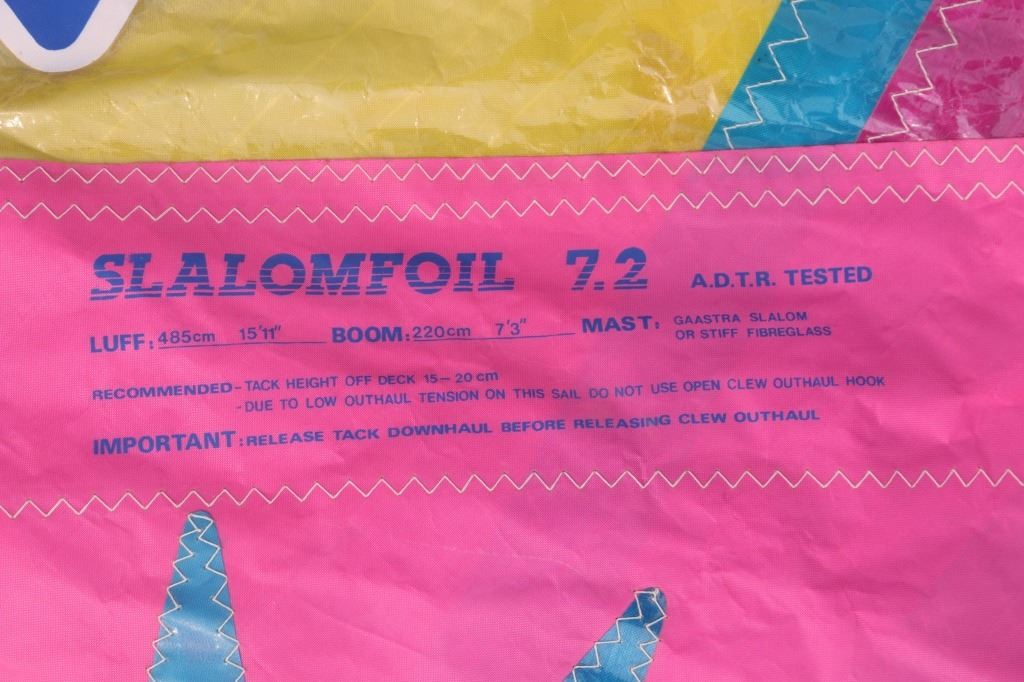 SLALOMFOIL 7.2 A.D.T.R. TESTED
LUFF: 485cm 15'11" BOOM: 220cm 7'3" MAST: GAASTRA SLALOM
OR STIFF FIBREGLASS
RECOMMENDED - TACK HEIGHT OFF DECK 15 – 20 cm
- DUE TO LOW OUTHAUL TENSION ON THIS SAIL DO NOT USE OPEN CLEW OUTHAUL HOOK
IMPORTANT: RELEASE TACK DOWNHAUL BEFORE RELEASING CLEW OUTHAUL